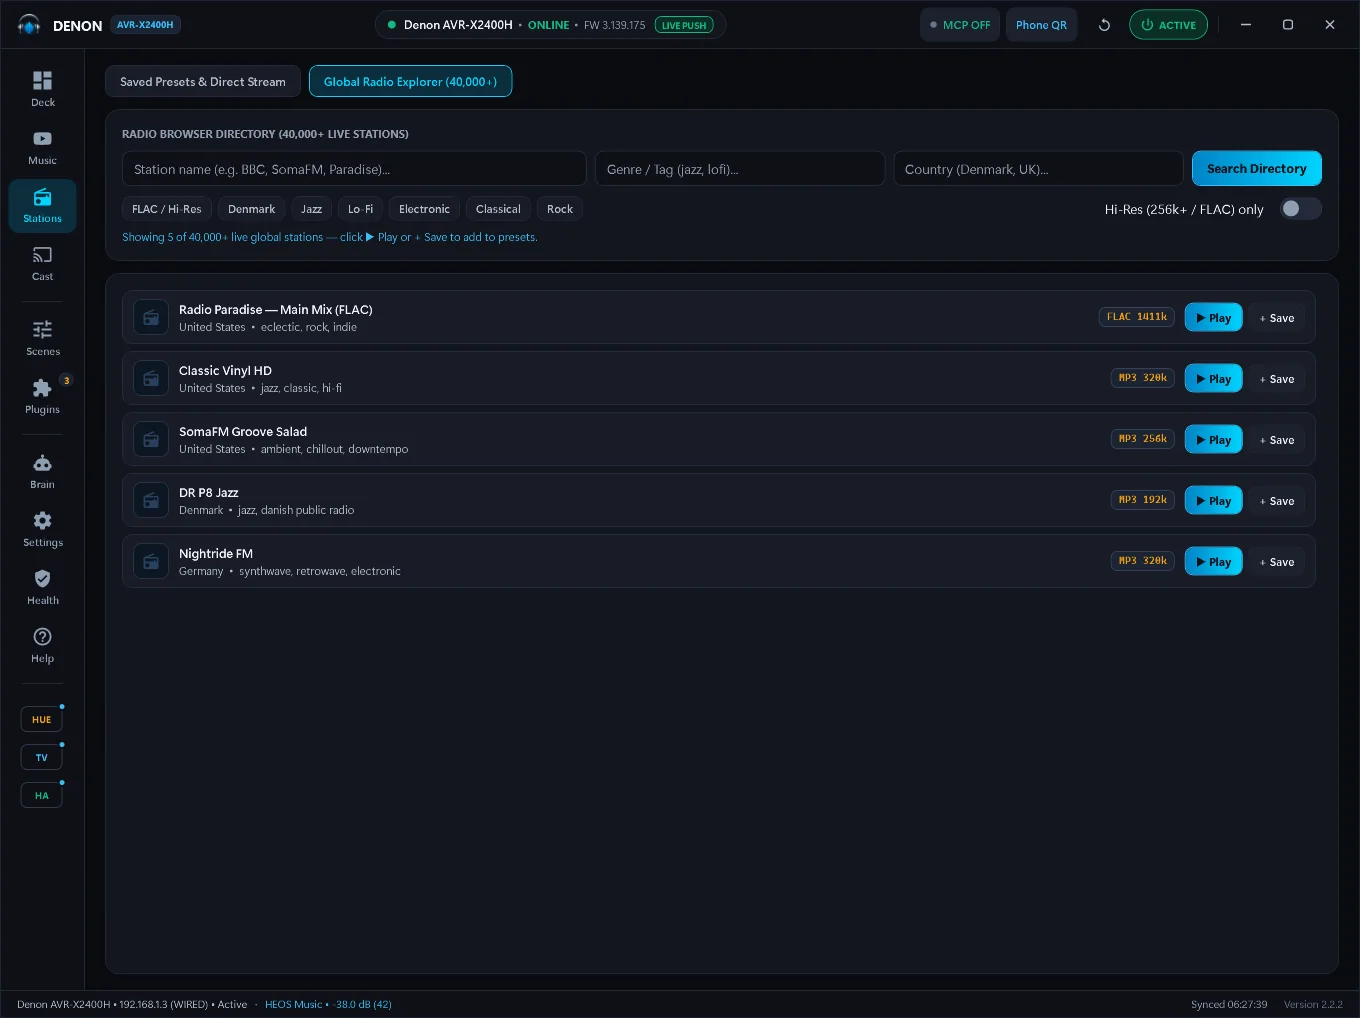 DENON AVR-X2400H
Denon AVR-X2400H • ONLINE • FW 3.139.175 LIVE PUSH
MCP OFF
Phone QR
ACTIVE
Deck
Music
Stations
Cast
Scenes
3
Plugins
Brain
Settings
Health
Help
HUE
TV
HA
Saved Presets & Direct Stream
Global Radio Explorer (40,000+)
RADIO BROWSER DIRECTORY (40,000+ LIVE STATIONS)
Station name (e.g. BBC, SomaFM, Paradise)...
Genre / Tag (jazz, lofi)...
Country (Denmark, UK)...
Search Directory
FLAC / Hi-Res
Denmark
Jazz
Lo-Fi
Electronic
Classical
Rock
Hi-Res (256k+ / FLAC) only
Showing 5 of 40,000+ live global stations — click ▶ Play or + Save to add to presets.
Radio Paradise — Main Mix (FLAC)
United States • eclectic, rock, indie
FLAC 1411k
▶ Play
+ Save
Classic Vinyl HD
United States • jazz, classic, hi-fi
MP3 320k
▶ Play
+ Save
SomaFM Groove Salad
United States • ambient, chillout, downtempo
MP3 256k
▶ Play
+ Save
DR P8 Jazz
Denmark • jazz, danish public radio
MP3 192k
▶ Play
+ Save
Nightride FM
Germany • synthwave, retrowave, electronic
MP3 320k
▶ Play
+ Save
Denon AVR-X2400H • 192.168.1.3 (WIRED) • Active · HEOS Music • -38.0 dB (42)
Synced 06:27:39
Version 2.2.2